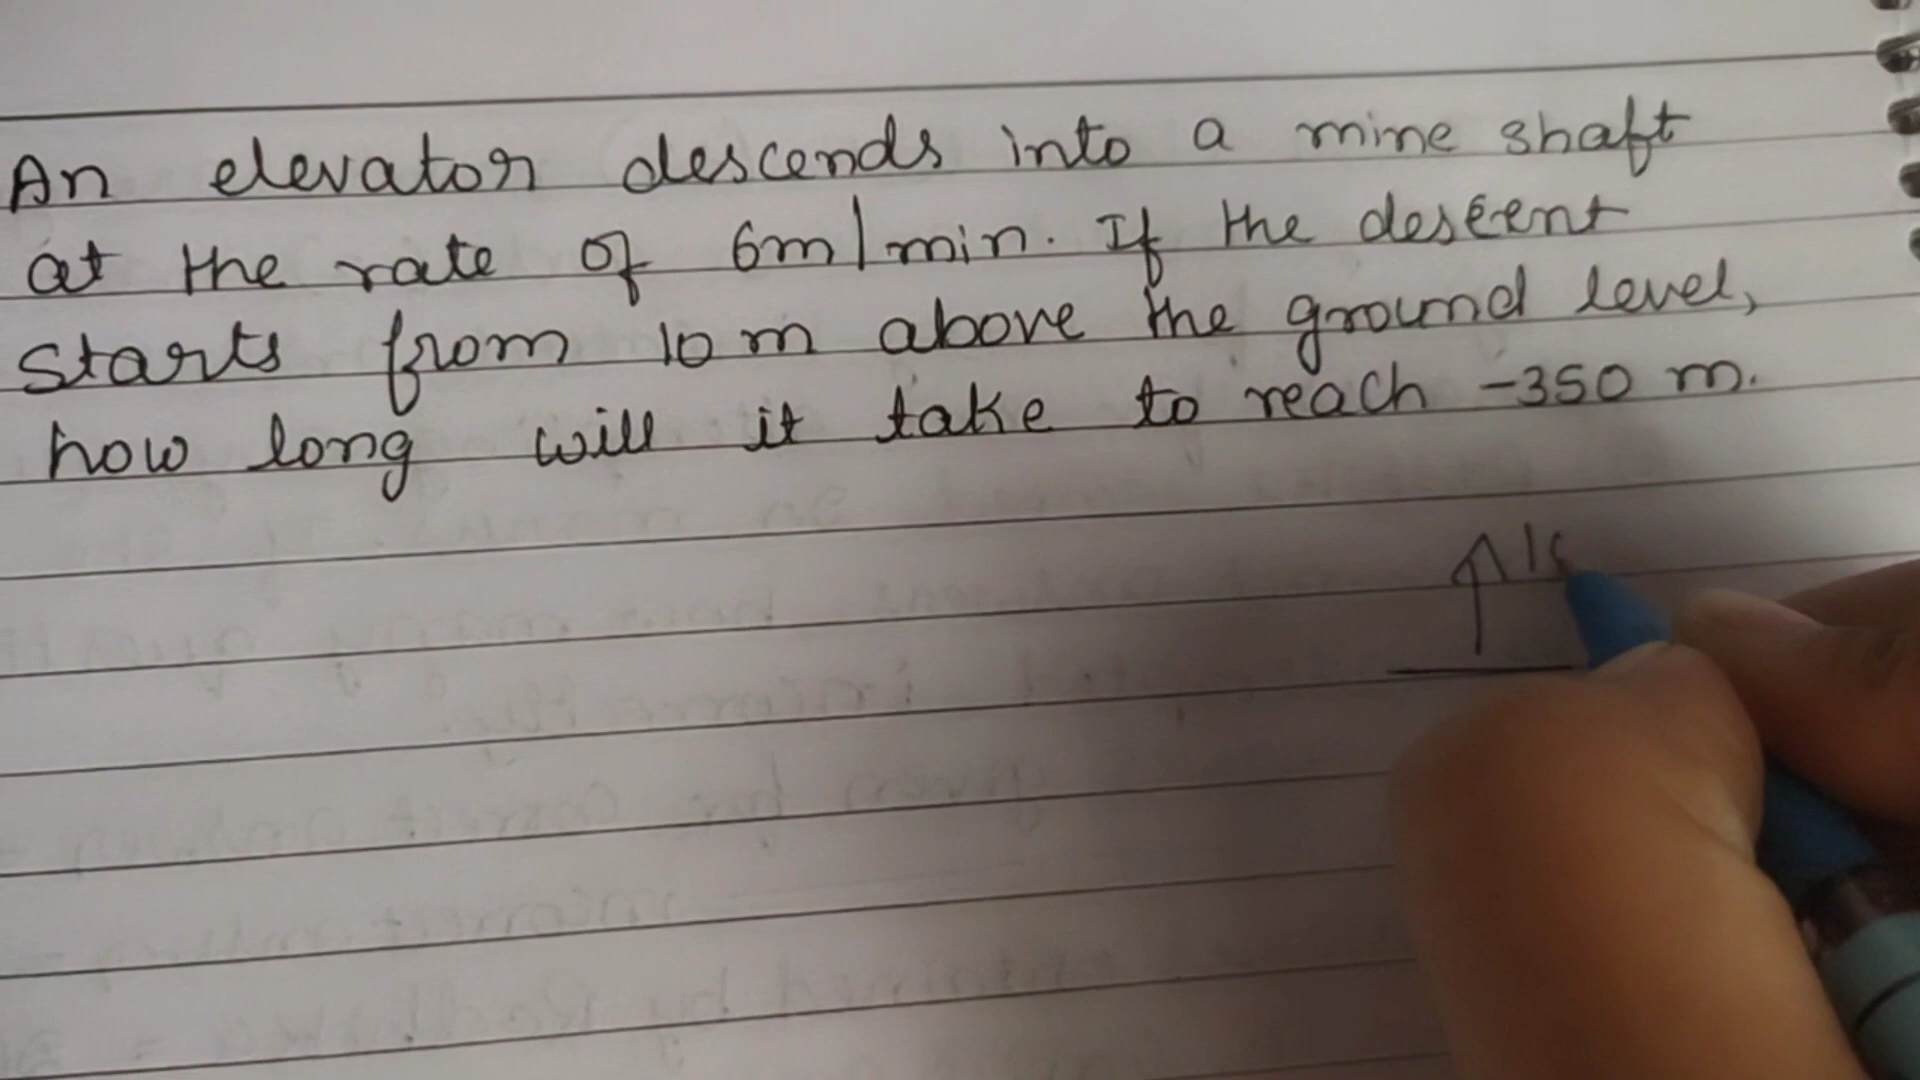 An elevator descends into a mine shaft
at the rate of 6m/min. If the descent
starts from 10 m above the ground level,
how long will it take to reach -350 m.